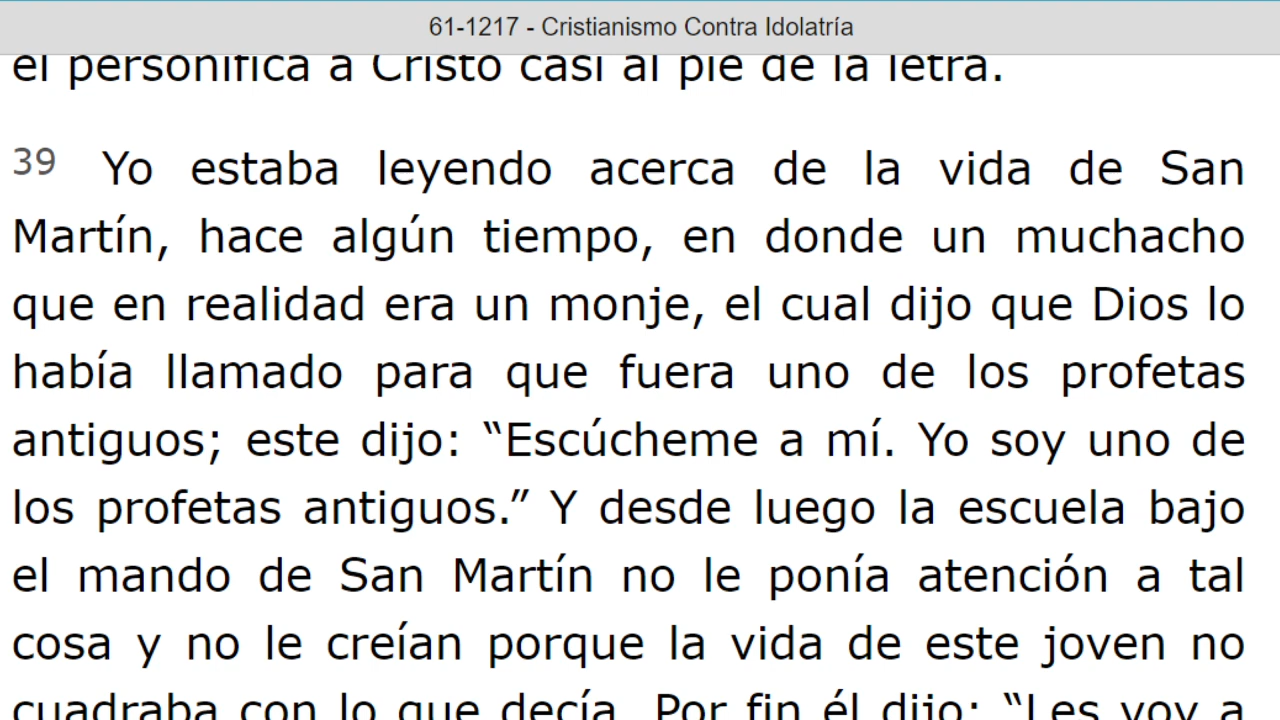 61-1217 - Cristianismo Contra Idolatría
él personifica a Cristo casi al pie de la letra.
39 Yo estaba leyendo acerca de la vida de San
Martín, hace algún tiempo, en donde un muchacho
que en realidad era un monje, el cual dijo que Dios lo
había llamado para que fuera uno de los profetas
antiguos; este dijo: “Escúcheme a mí. Yo soy uno de
los profetas antiguos.” Y desde luego la escuela bajo
el mando de San Martín no le ponía atención a tal
cosa y no le creían porque la vida de este joven no
cuadraba con lo que decía. Por fin él dijo: “Les voy a